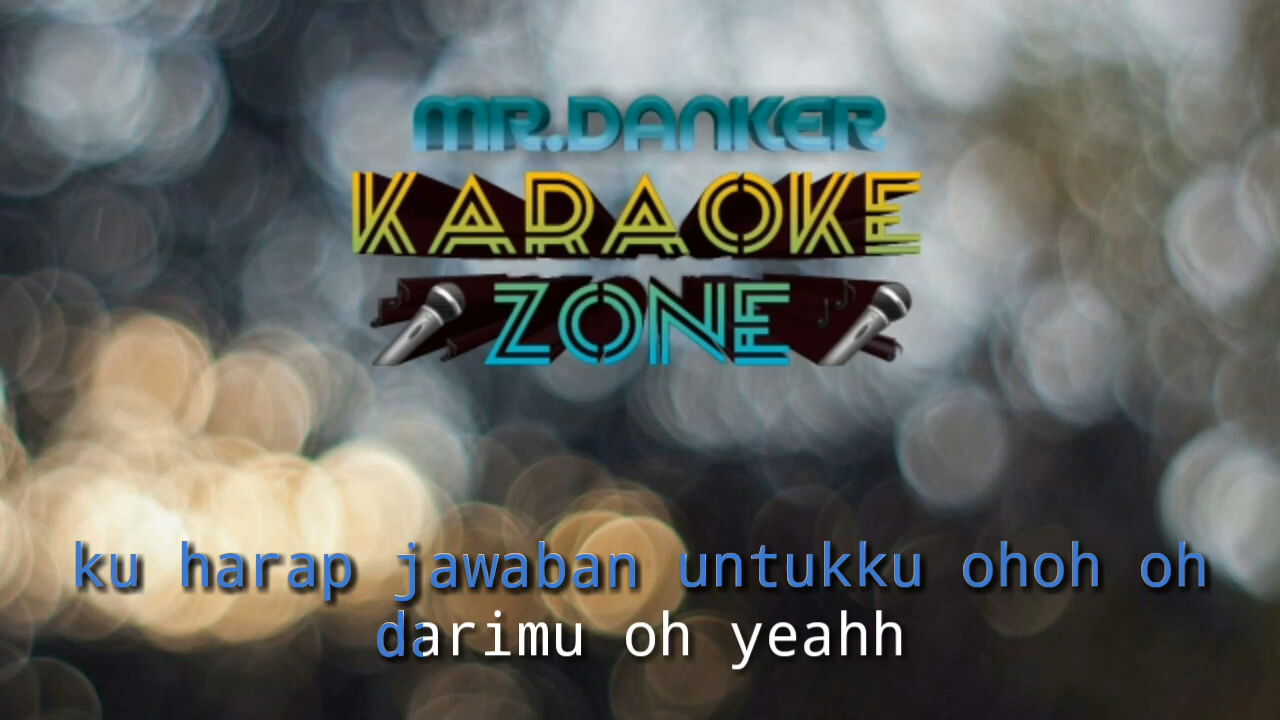 MR.DANKER
KARAOKE
ZONE
ku harap jawaban untukku ohoh oh
darimu oh yeahh